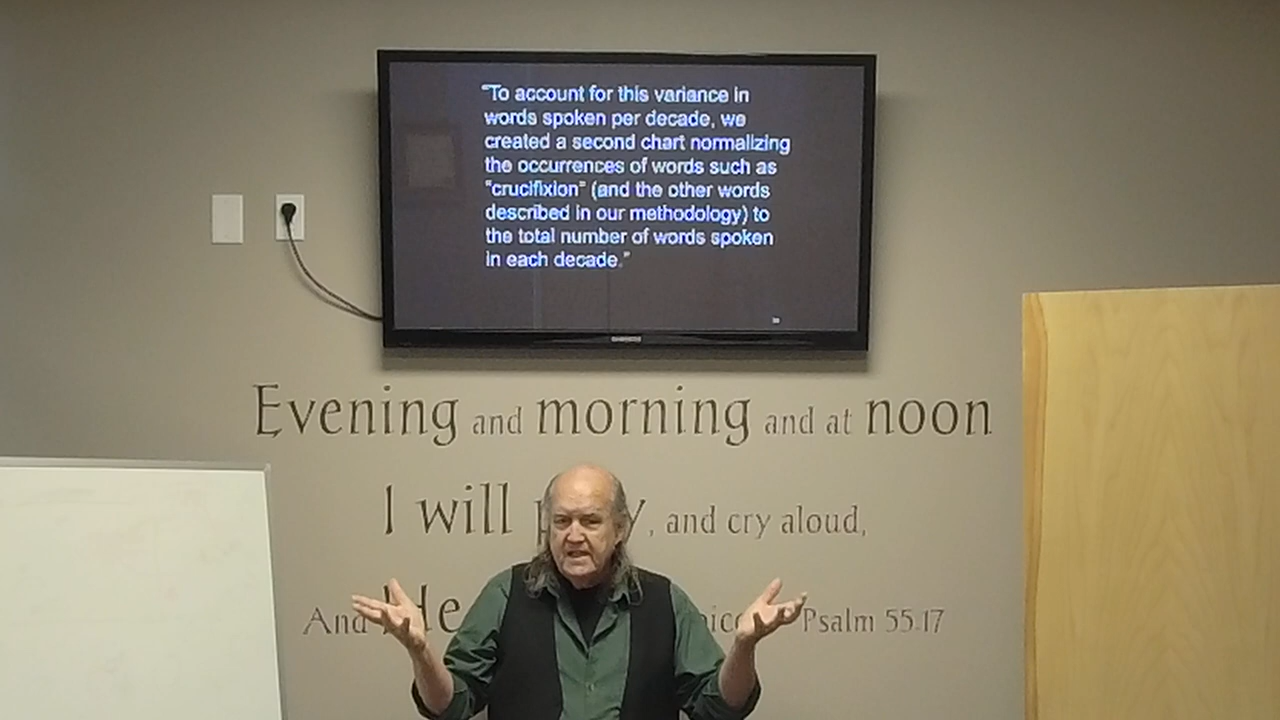 "To account for this variance in
words spoken per decade, we
created a second chart normalizing
the occurrences of words such as
"crucifixion" (and the other words
described in our methodology) to
the total number of words spoken
in each decade."
Evening and morning and at noon
I will , and cry aloud,
And He Psalm 55:17